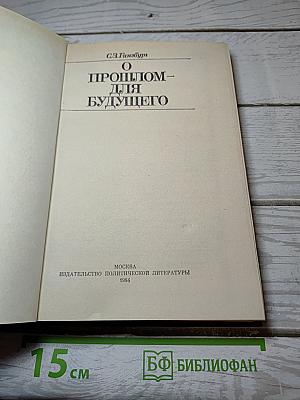 С.З. Гинзбург
О
ПРОШЛОМ —
ДЛЯ
БУДУЩЕГО
МОСКВА
ИЗДАТЕЛЬСТВО ПОЛИТИЧЕСКОЙ ЛИТЕРАТУРЫ
1984
15 см
БФ БИБЛИОФАН